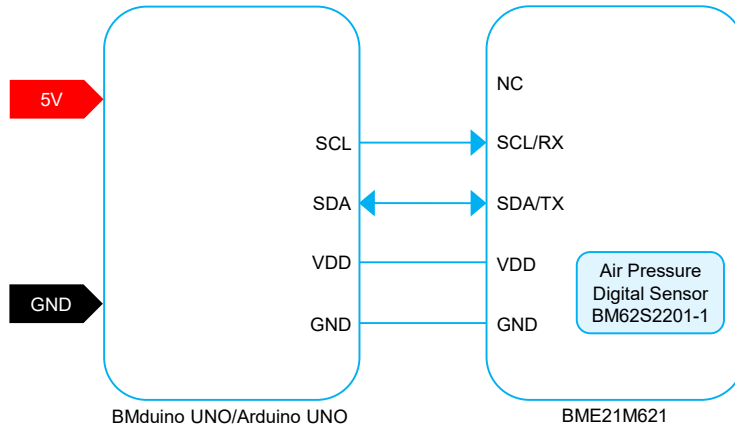 5V
GND
SCL
SDA
VDD
GND
BMduino UNO/Arduino UNO
NC
SCL/RX
SDA/TX
VDD
GND
Air Pressure
Digital Sensor
BM62S2201-1
BME21M621